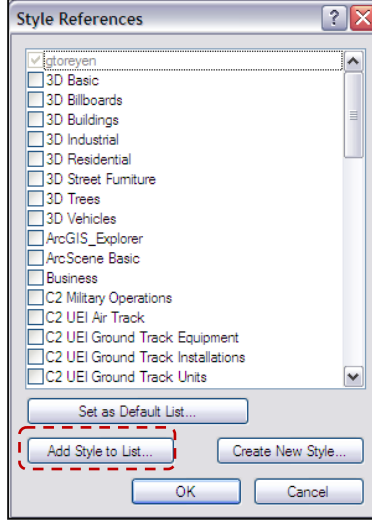 Style References
gtoreyen
3D Basic
3D Billboards
3D Buildings
3D Industrial
3D Residential
3D Street Furniture
3D Trees
3D Vehicles
ArcGIS_Explorer
ArcScene Basic
Business
C2 Military Operations
C2 UEI Air Track
C2 UEI Ground Track Equipment
C2 UEI Ground Track Installations
C2 UEI Ground Track Units
Set as Default List...
Add Style to List... Create New Style...
OK Cancel